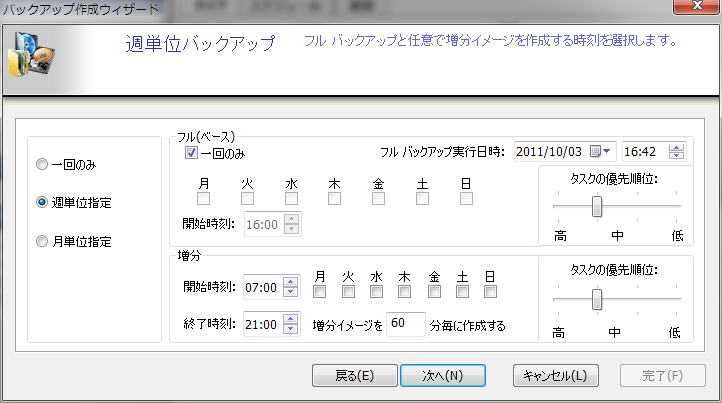 バックアップ作成ウィザード
週単位バックアップ
フル バックアップと任意で増分イメージを作成する時刻を選択します。
一回のみ
週単位指定
月単位指定
フル(ベース)
一回のみ
フル バックアップ実行日時: 2011/10/03 16:42
月 火 水 木 金 土 日
開始時刻: 16:00
タスクの優先順位:
高 中 低
増分
開始時刻: 07:00
月 火 水 木 金 土 日
終了時刻: 21:00 増分イメージを 60 分毎に作成する
タスクの優先順位:
高 中 低
戻る(E) 次へ(N) キャンセル(L) 完了(F)